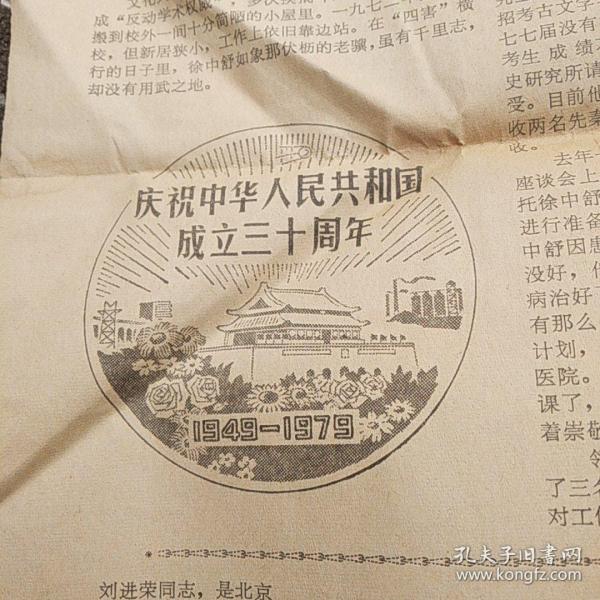 成“反动学术权威”，多次挨批
搬到校外一间十分简陋的小屋里。一九七二年
校，但新居狭小，工作上依旧靠边站。在“四害”横
行的日子里，徐中舒如象那伏枥的老骥，虽有千里志，
却没有用武之地。
庆祝中华人民共和国
成立三十周年
1949-1979
招考古文字
七七届没有
考生成绩
史研究所请
受。目前他
收两名先秦
收。
去年
座谈会上
托徐中舒
进行准备
中舒因患
没好，
病治好
有那么
计划，
医院。
课了，
着崇敬
了三名
对工作
刘进荣同志，是北京
孔夫子旧书网
www.kongfz.com